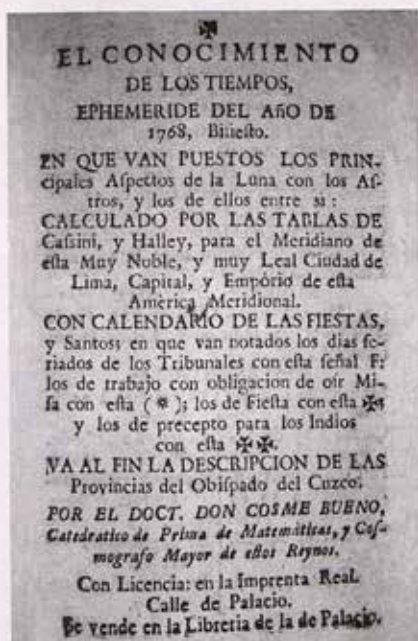 ✠
EL CONOCIMIENTO
DE LOS TIEMPOS,
EPHEMERIDE DEL AñO DE
1768, Bisiesto.
EN QUE VAN PUESTOS LOS PRIN-
cipales Aſpectos de la Luna con los Aſ-
tros, y los de ellos entre si:
CALCULADO POR LAS TABLAS DE
Caſsini, y Halley, para el Meridiano de
eſta Muy Noble, y muy Leal Ciudad de
Lima, Capital, y Empório de eſta
America Meridional.
CON CALENDARIO DE LAS FIESTAS,
y Santos: en que van notados los dias fe-
riados de los Tribunales con eſta ſeñal F:
los de trabajo con obligacion de oir Mi-
ſa con eſta (*); los de Fieſta con eſta ✠
y los de precepto para los Indios
con eſta ✠✠.
VA AL FIN LA DESCRIPCION DE LAS
Provincias del Obiſpado del Cuzco.
POR EL DOCT. DON COSME BUENO,
Catedratico de Prima de Matemáticas, y Coſ-
mografo Mayor de eſtos Reynos.
Con Licencia: en la Imprenta Real.
Calle de Palacio.
Se vende en la Libreria de la de Palacio.